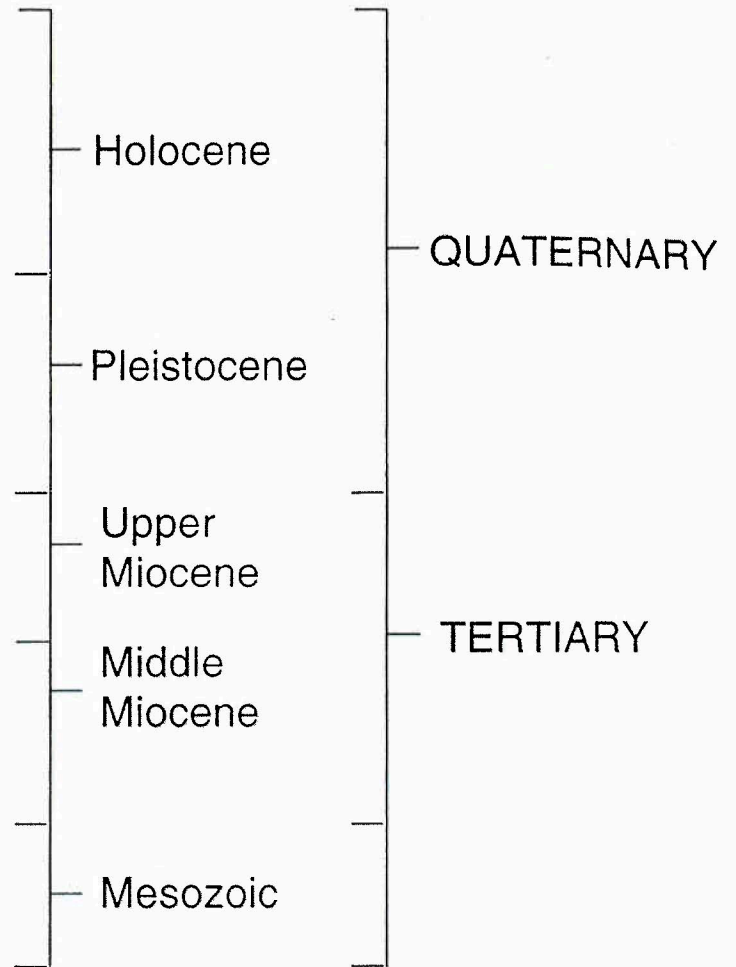 Holocene
QUATERNARY
Pleistocene
Upper
Miocene
TERTIARY
Middle
Miocene
Mesozoic